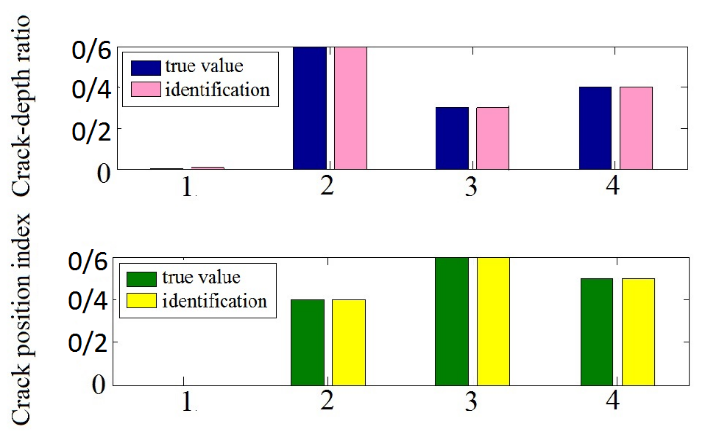 Crack-depth ratio
0/6
0/4
0/2
0
true value
identification
1.
2
3
4
Crack position index
0/6
0/4
0/2
0
true value
identification
1.
2
3
4